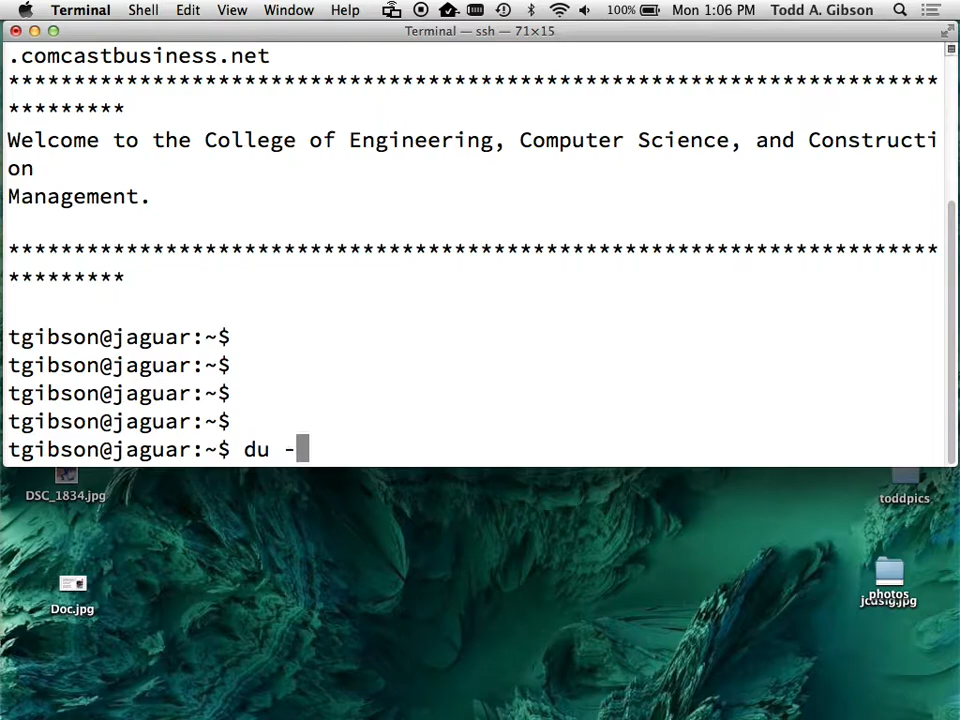 Terminal Shell Edit View Window Help 100% Mon 1:06 PM Todd A. Gibson
Terminal — ssh — 71×15
.comcastbusiness.net
***********************************************************************
*********
Welcome to the College of Engineering, Computer Science, and Constructi
on
Management.
***********************************************************************
*********
tgibson@jaguar:~$
tgibson@jaguar:~$
tgibson@jaguar:~$
tgibson@jaguar:~$
tgibson@jaguar:~$ du -
DSC_1834.jpg
toddpics
Doc.jpg
photos
jcusig.jpg